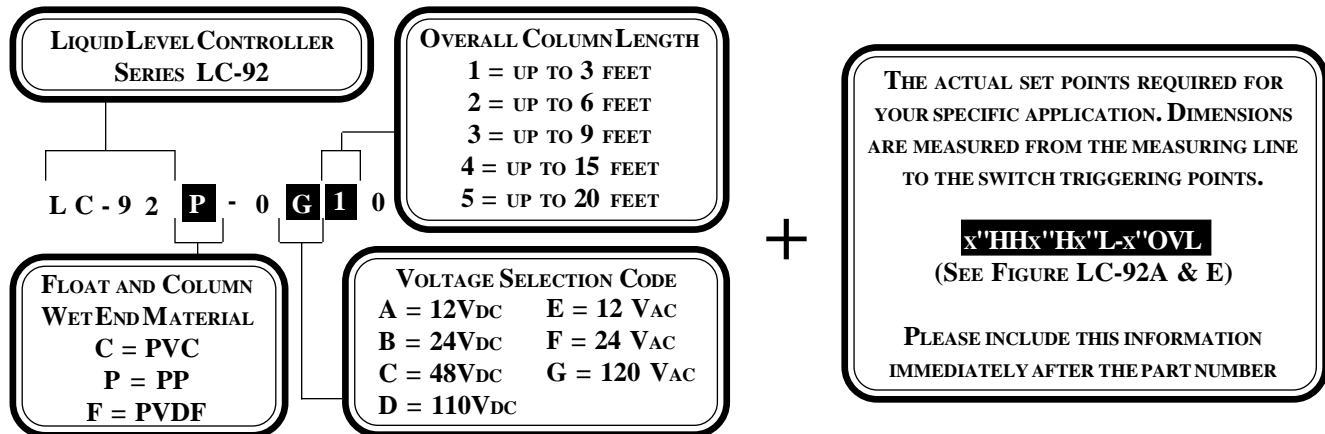 LIQUID LEVEL CONTROLLER
SERIES LC-92
OVERALL COLUMN LENGTH
1 = UP TO 3 FEET
2 = UP TO 6 FEET
3 = UP TO 9 FEET
4 = UP TO 15 FEET
5 = UP TO 20 FEET
LC-92 P - 0 G 1 0
FLOAT AND COLUMN
WET END MATERIAL
C = PVC
P = PP
F = PVDF
VOLTAGE SELECTION CODE
A = 12VDC E = 12 VAC
B = 24VDC F = 24 VAC
C = 48VDC G = 120 VAC
D = 110VDC
+
THE ACTUAL SET POINTS REQUIRED FOR
YOUR SPECIFIC APPLICATION. DIMENSIONS
ARE MEASURED FROM THE MEASURING LINE
TO THE SWITCH TRIGGERING POINTS.
x"HHx"Hx"L-x"OVL
(SEE FIGURE LC-92A & E)
PLEASE INCLUDE THIS INFORMATION
IMMEDIATELY AFTER THE PART NUMBER